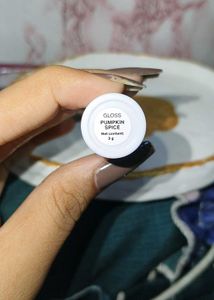 GLOSS
PUMPKIN
SPICE
Net content:
3 g